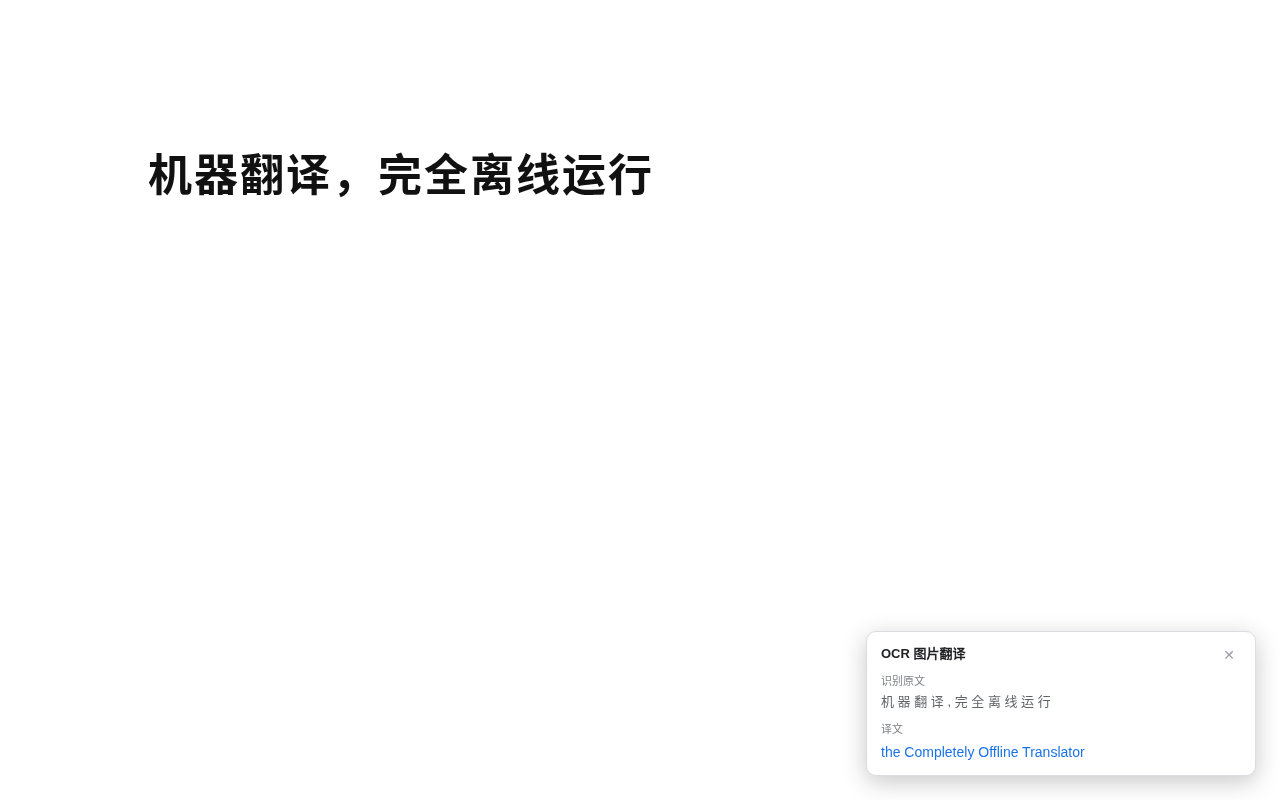 机器翻译，完全离线运行
OCR 图片翻译 ✕
识别原文
机 器 翻 译 , 完 全 离 线 运 行
译文
the Completely Offline Translator